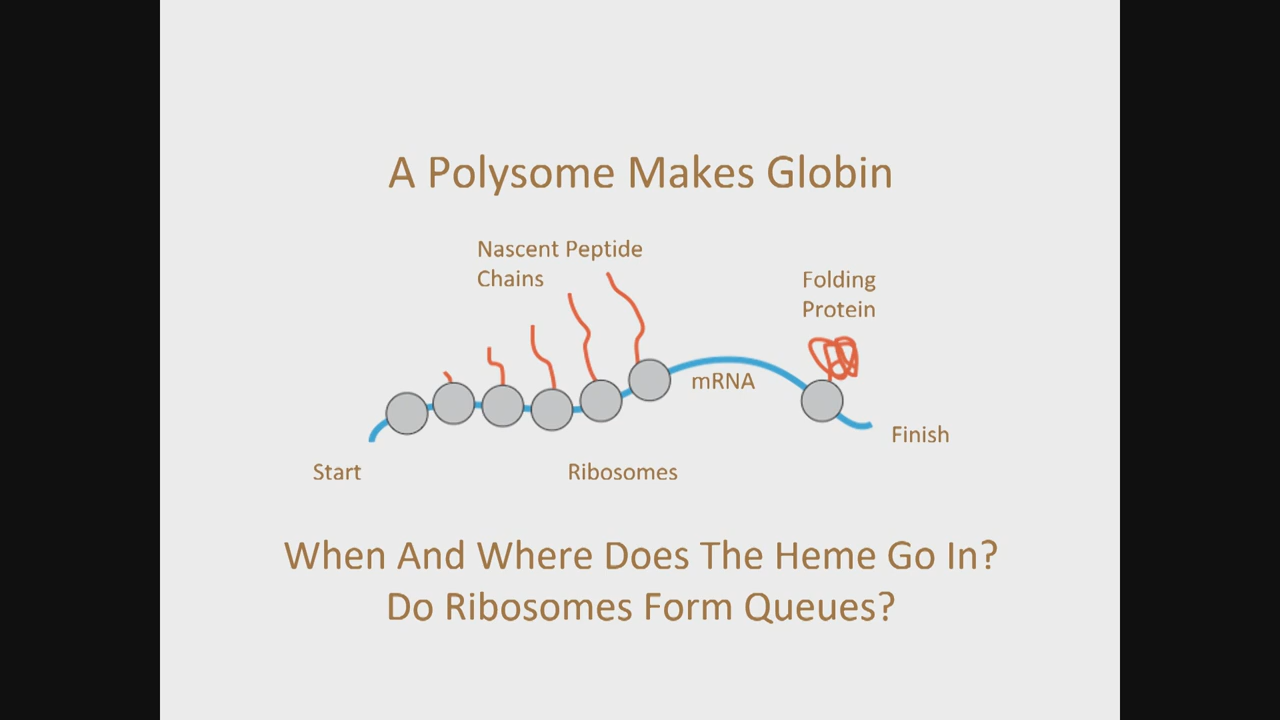 A Polysome Makes Globin
Nascent Peptide
Chains
Folding
Protein
mRNA
Finish
Start
Ribosomes
When And Where Does The Heme Go In?
Do Ribosomes Form Queues?